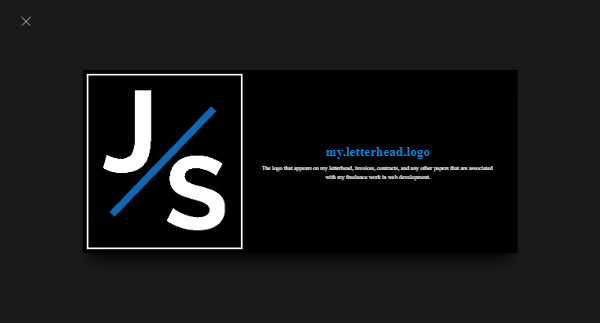 J
S
my.letterhead.logo
The logo that appears on my letterhead, invoices, contracts, and any other papers that are associated
with my freelance work in web development.